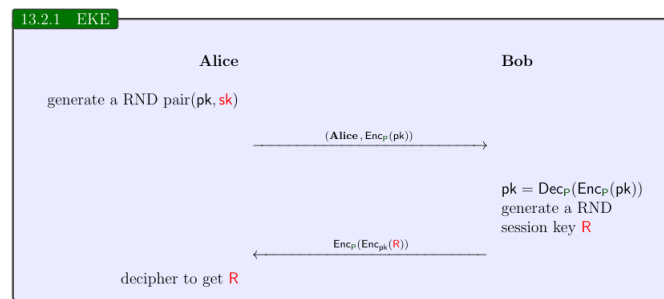 13.2.1 EKE
Alice Bob
generate a RND pair(pk, sk)
(Alice, Enc_P(pk))
pk = Dec_P(Enc_P(pk))
generate a RND
session key R
Enc_P(Enc_pk(R))
decipher to get R